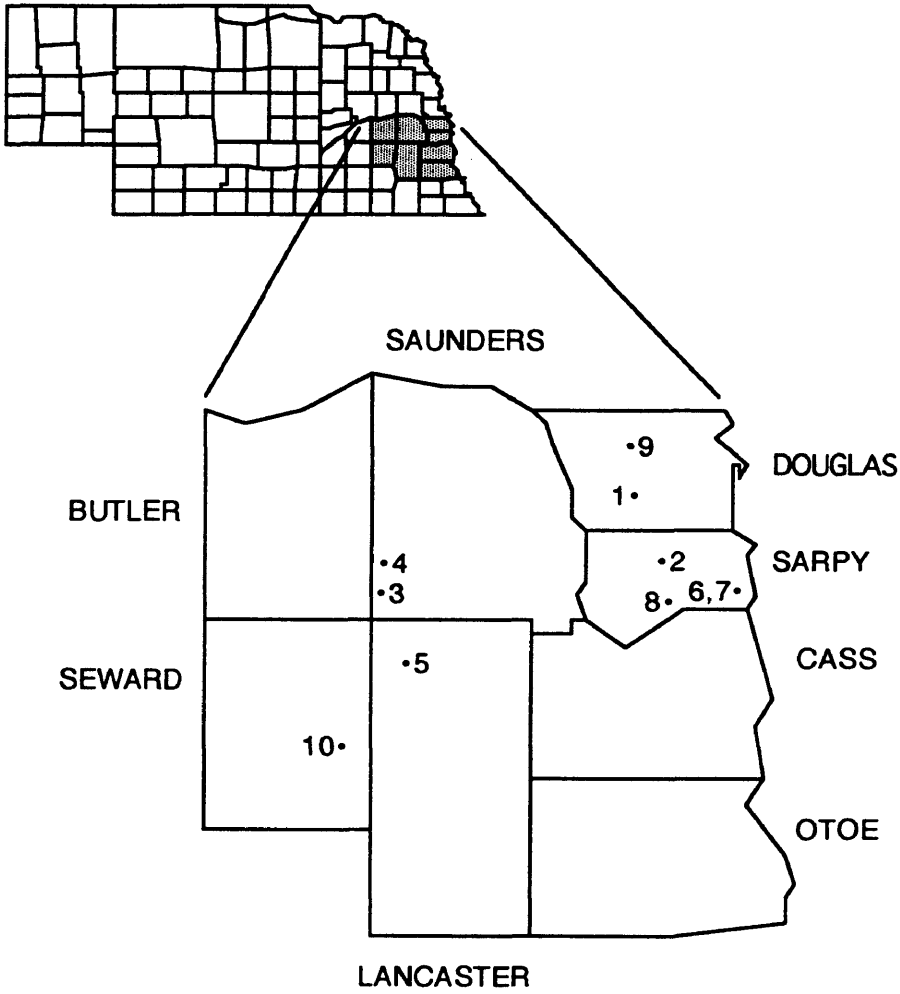 SAUNDERS
9
DOUGLAS
1
BUTLER
4
2
SARPY
3
8 6,7
5
CASS
SEWARD
10
OTOE
LANCASTER